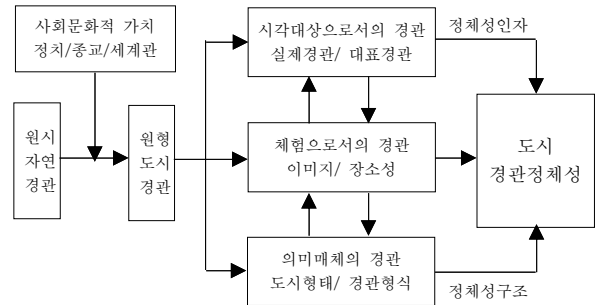 사회문화적 가치
정치/종교/세계관
원시
자연
경관
원형
도시
경관
시각대상으로서의 경관
실제경관/ 대표경관
체험으로서의 경관
이미지/ 장소성
의미매체의 경관
도시형태/ 경관형식
정체성인자
정체성구조
도시
경관정체성